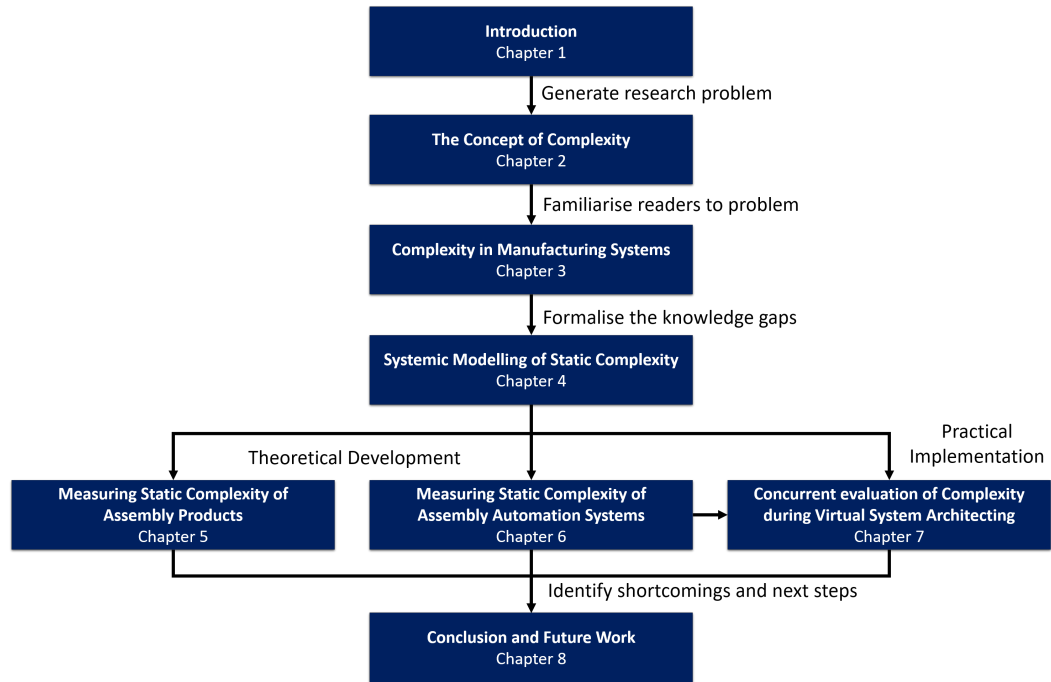 Introduction
Chapter 1
Generate research problem
The Concept of Complexity
Chapter 2
Familiarise readers to problem
Complexity in Manufacturing Systems
Chapter 3
Formalise the knowledge gaps
Systemic Modelling of Static Complexity
Chapter 4
Theoretical Development
Practical
Implementation
Measuring Static Complexity of
Assembly Products
Chapter 5
Measuring Static Complexity of
Assembly Automation Systems
Chapter 6
Concurrent evaluation of Complexity
during Virtual System Architecting
Chapter 7
Identify shortcomings and next steps
Conclusion and Future Work
Chapter 8